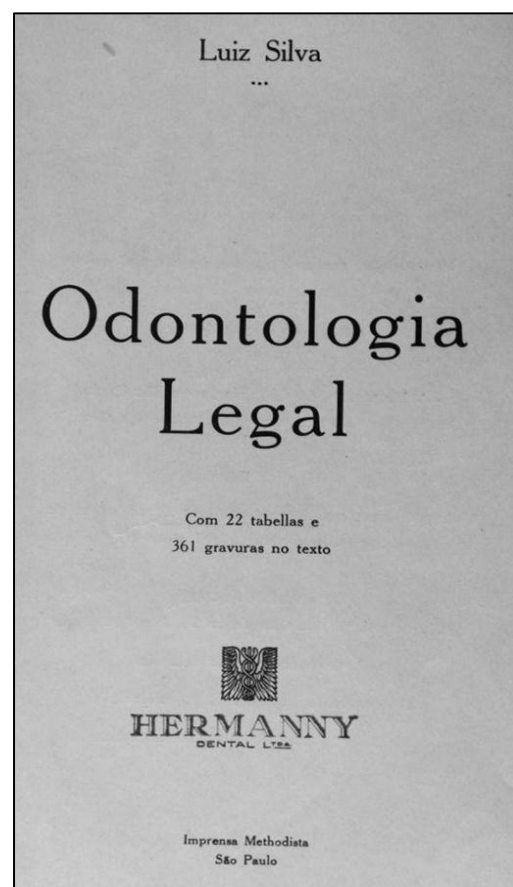 Luiz Silva
...
Odontologia
Legal
Com 22 tabellas e
361 gravuras no texto
HERMANNY
DENTAL LTDA
Imprensa Methodista
São Paulo